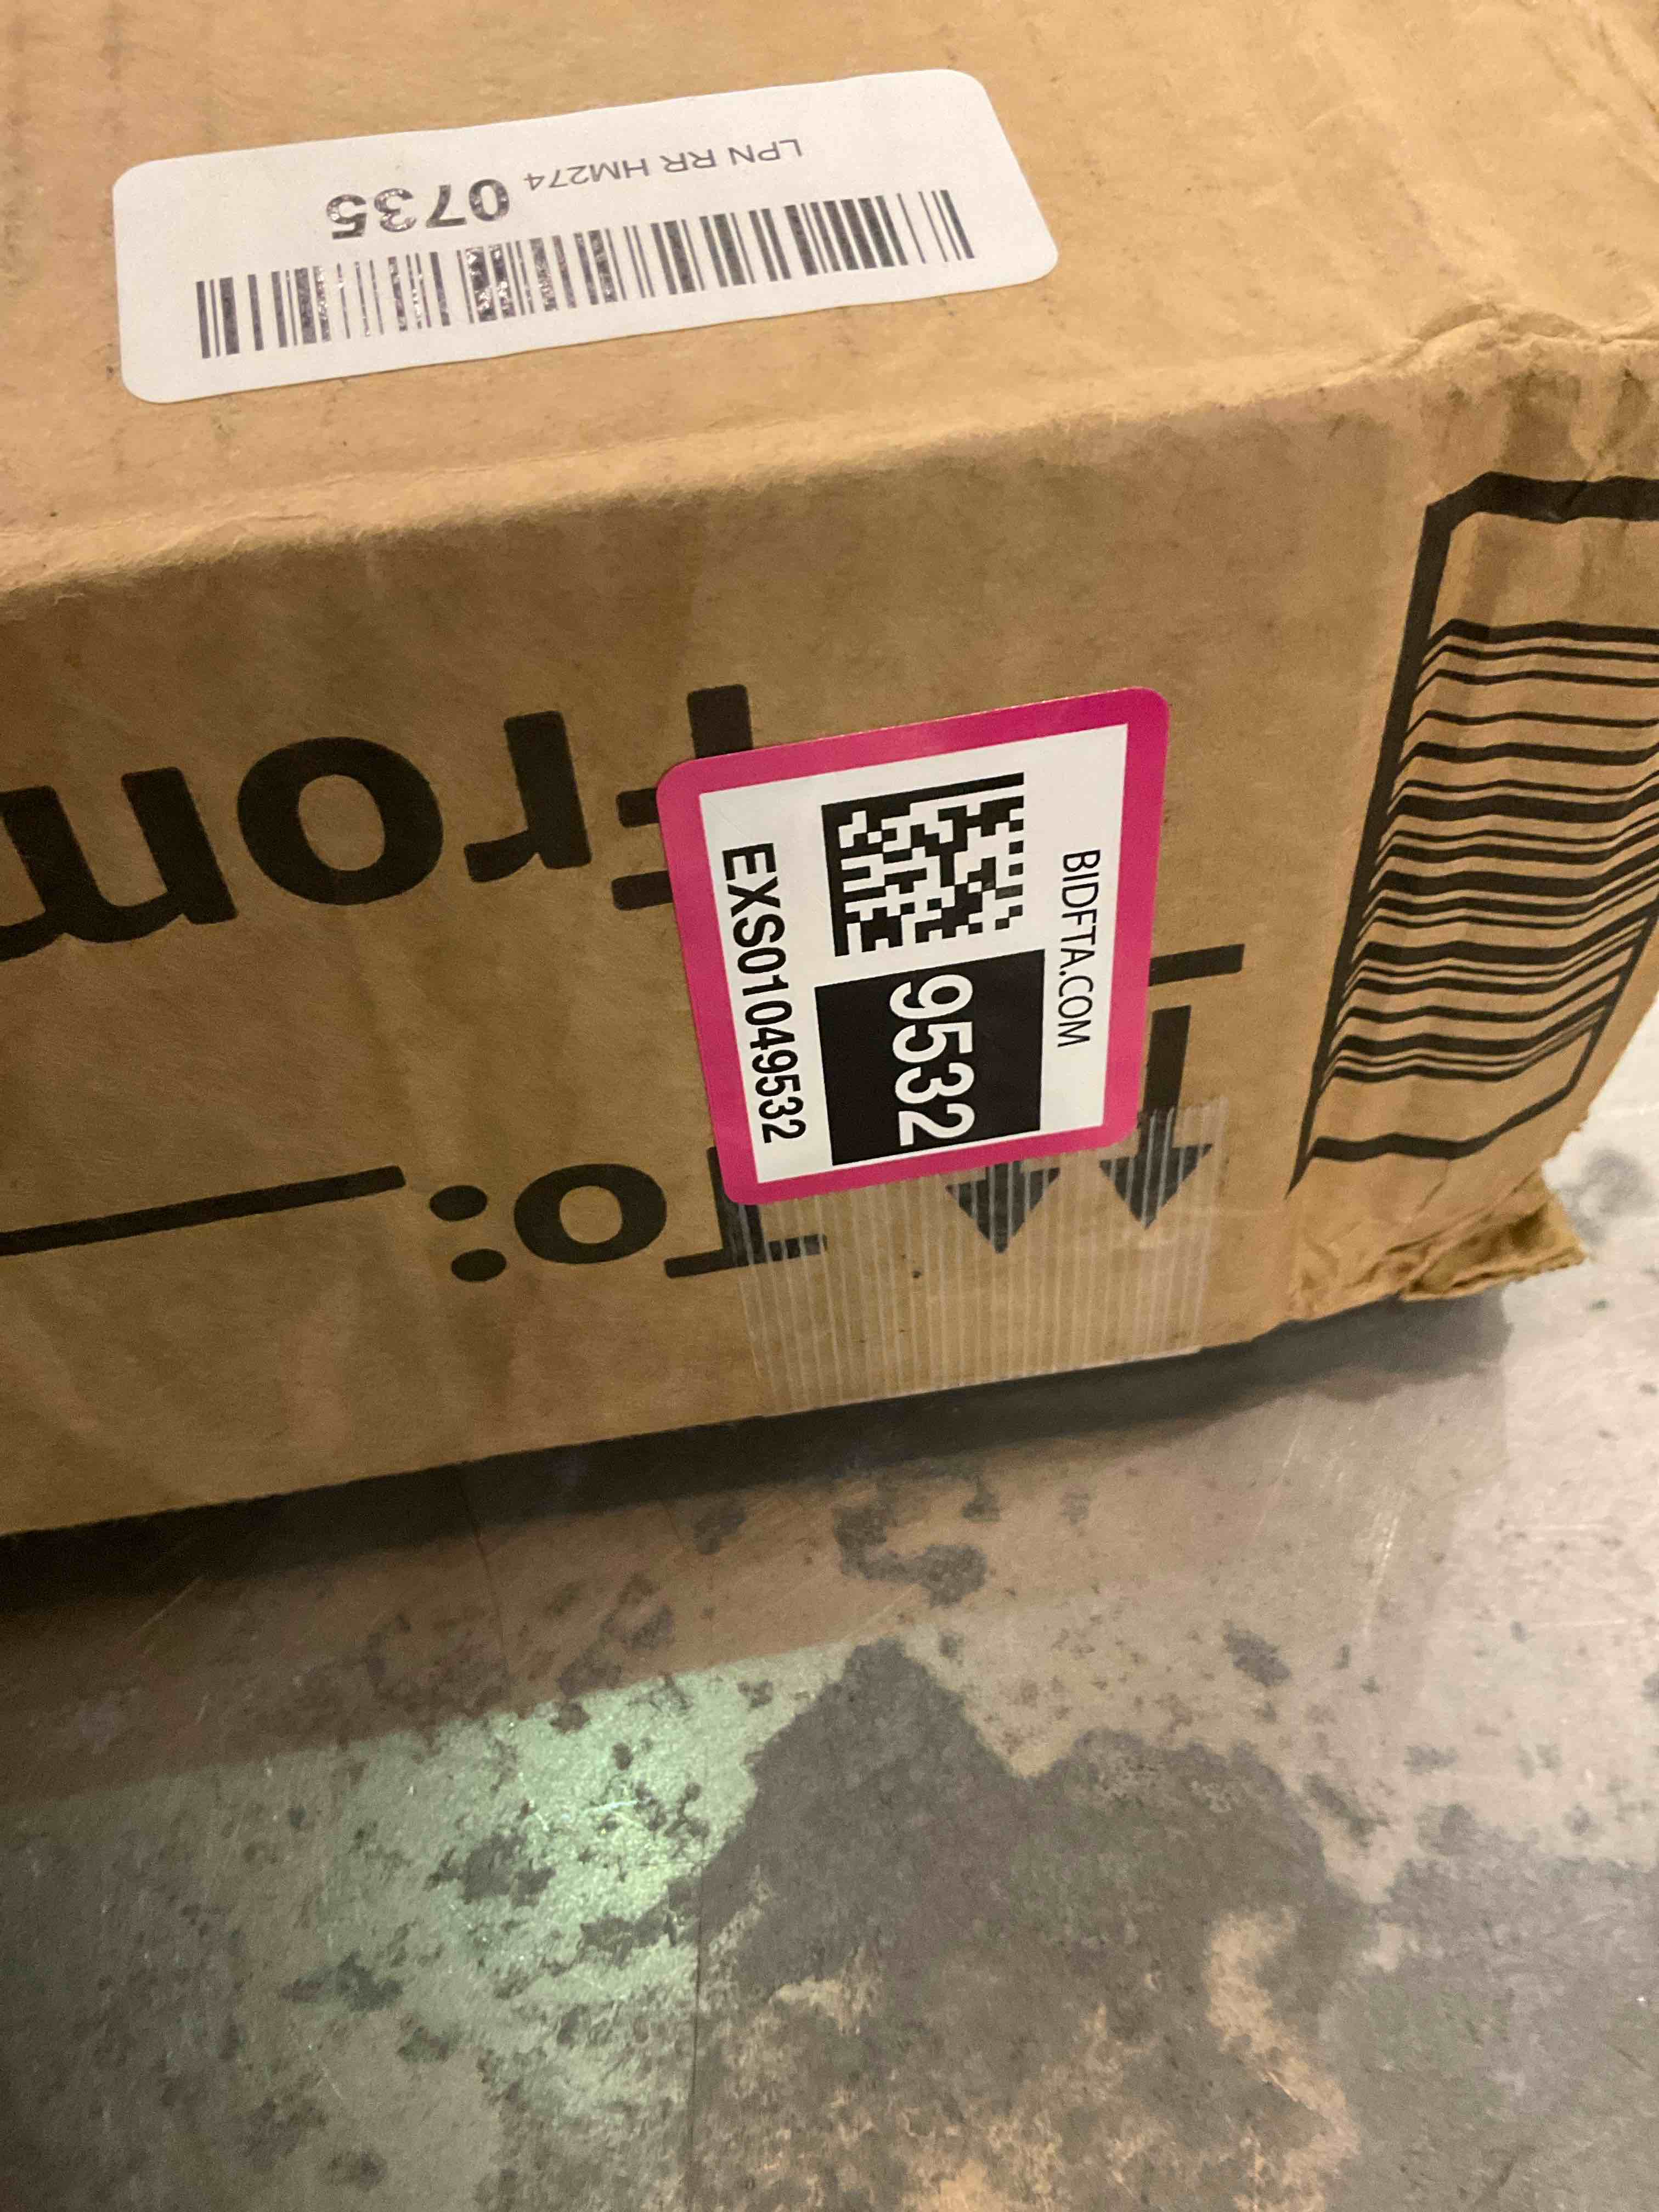 LPN RR HM274 0735
From
To:
BIDFTA.COM
9532
EXS01049532